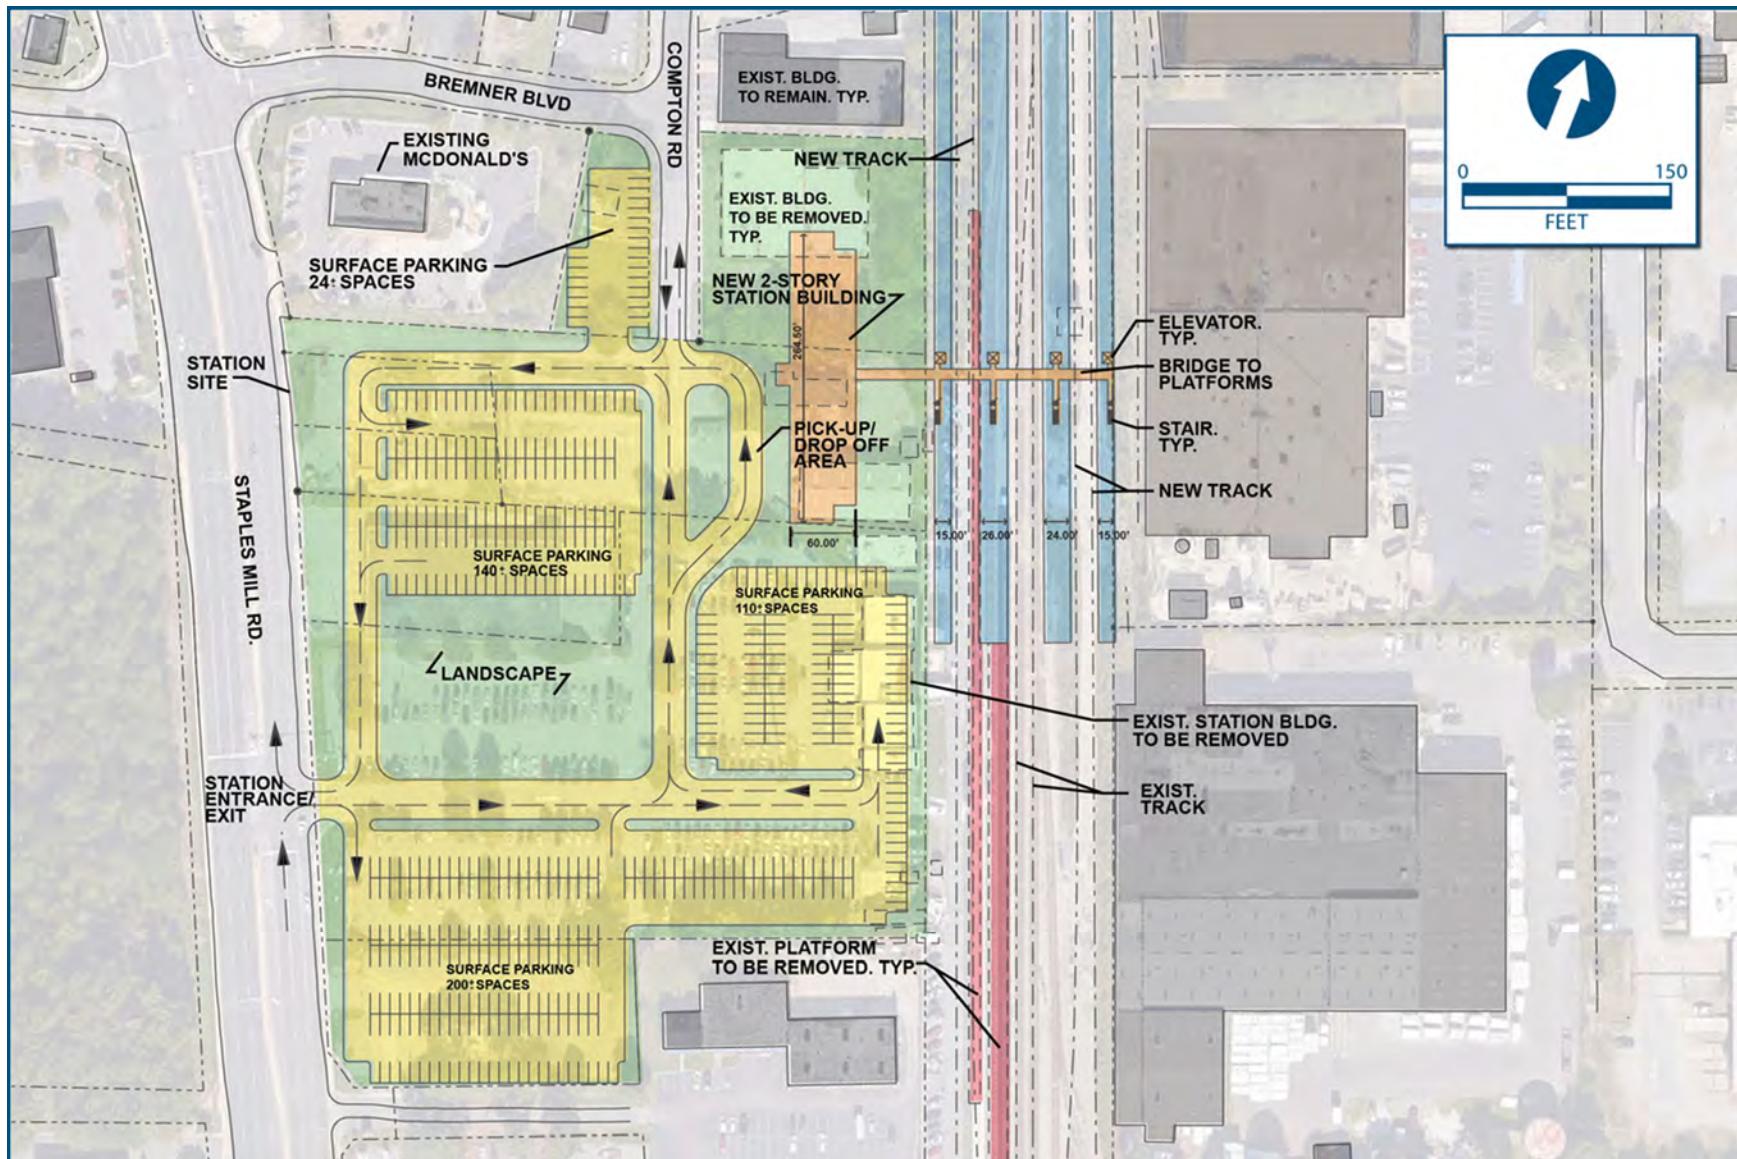 BREMNER BLVD
COMPTON RD
EXIST. BLDG.
TO REMAIN. TYP.
0 150
FEET
EXISTING
MCDONALD'S
NEW TRACK
EXIST. BLDG.
TO BE REMOVED.
TYP.
SURFACE PARKING
24± SPACES
NEW 2-STORY
STATION BUILDING
264.50'
ELEVATOR.
TYP.
BRIDGE TO
PLATFORMS
STATION
SITE
PICK-UP/
DROP OFF
AREA
STAIR.
TYP.
STAPLES MILL RD.
NEW TRACK
60.00'
15.00'
26.00'
24.00'
15.00'
SURFACE PARKING
140± SPACES
SURFACE PARKING
110± SPACES
LANDSCAPE
EXIST. STATION BLDG.
TO BE REMOVED
STATION
ENTRANCE/
EXIT
EXIST.
TRACK
EXIST. PLATFORM
TO BE REMOVED. TYP.
SURFACE PARKING
200± SPACES